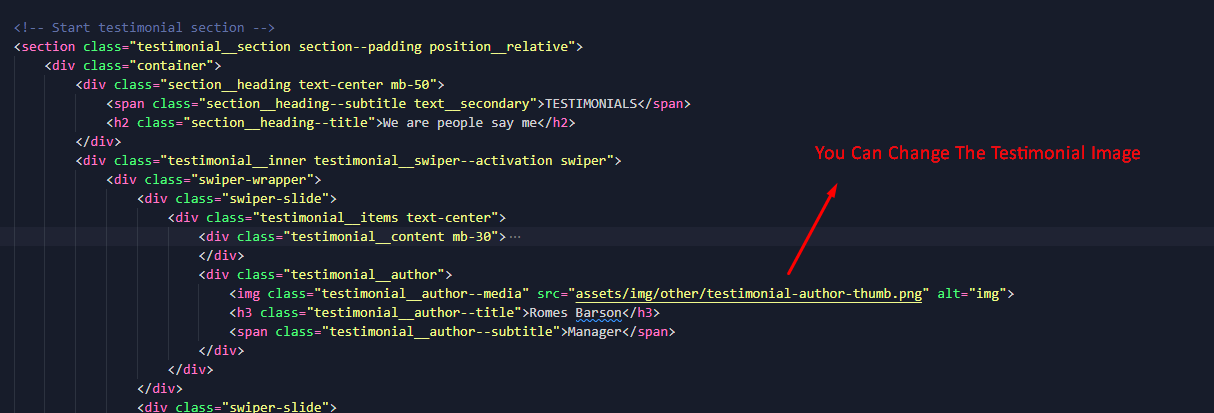 <!-- Start testimonial section -->
<section class="testimonial__section section--padding position__relative">
<div class="container">
<div class="section__heading text-center mb-50">
<span class="section__heading--subtitle text__secondary">TESTIMONIALS</span>
<h2 class="section__heading--title">We are people say me</h2>
</div>
<div class="testimonial__inner testimonial__swiper--activation swiper">
You Can Change The Testimonial Image
<div class="swiper-wrapper">
<div class="swiper-slide">
<div class="testimonial__items text-center">
<div class="testimonial__content mb-30">···
</div>
<div class="testimonial__author">
<img class="testimonial__author--media" src="assets/img/other/testimonial-author-thumb.png" alt="img">
<h3 class="testimonial__author--title">Romes Barson</h3>
<span class="testimonial__author--subtitle">Manager</span>
</div>
</div>
</div>
<div class="swiper-slide">